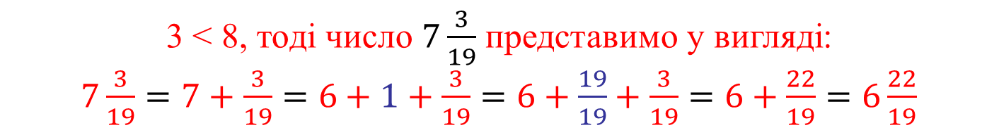 3 < 8, тоді число 7 3/19 представимо у вигляді:
7 3/19 = 7 + 3/19 = 6 + 1 + 3/19 = 6 + 19/19 + 3/19 = 6 + 22/19 = 6 22/19